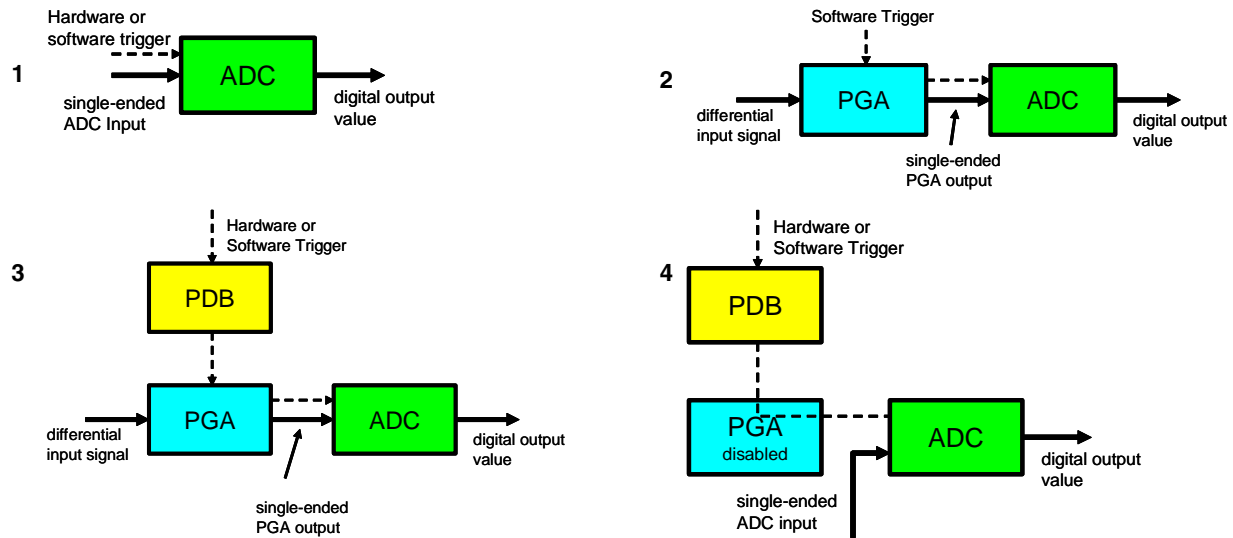 1
Hardware or
software trigger
ADC
single-ended
ADC Input
digital output
value
2
Software Trigger
PGA
ADC
differential
input signal
single-ended
PGA output
digital output
value
3
Hardware or
Software Trigger
PDB
PGA
ADC
differential
input signal
single-ended
PGA output
digital output
value
4
Hardware or
Software Trigger
PDB
PGA
disabled
ADC
single-ended
ADC input
digital output
value